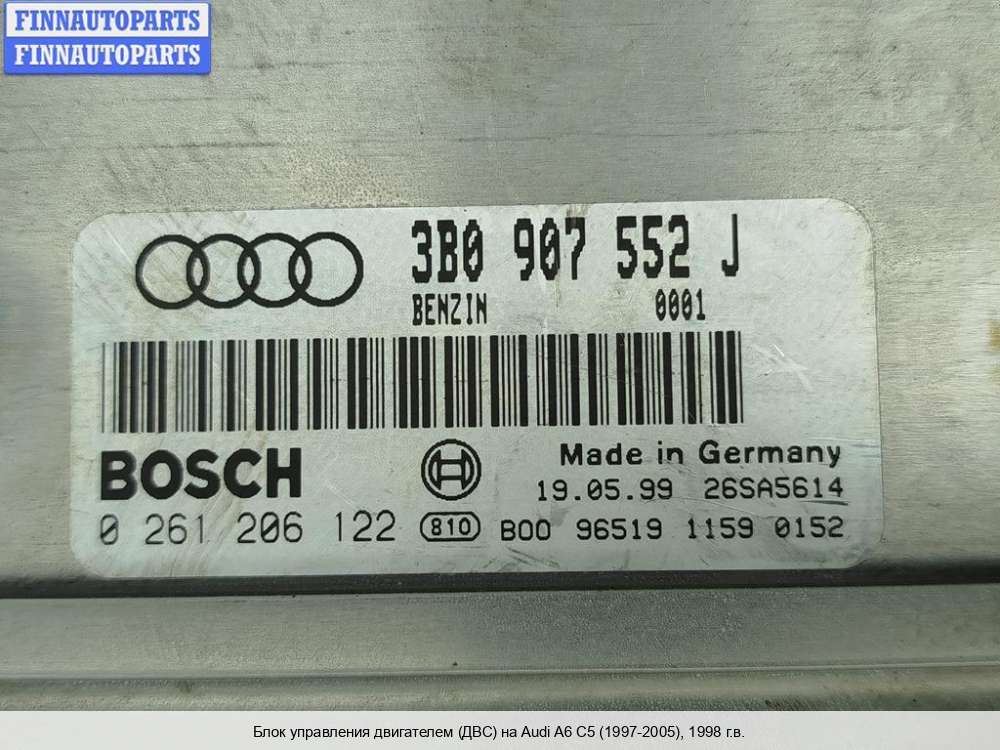 FINNAUTOPARTS
FINNAUTOPARTS
3B0 907 552 J
BENZIN 0001
BOSCH
Made in Germany
19.05.99 26SA5614
0 261 206 122 810 B00 96519 1159 0152
Блок управления двигателем (ДВС) на Audi A6 C5 (1997-2005), 1998 г.в.